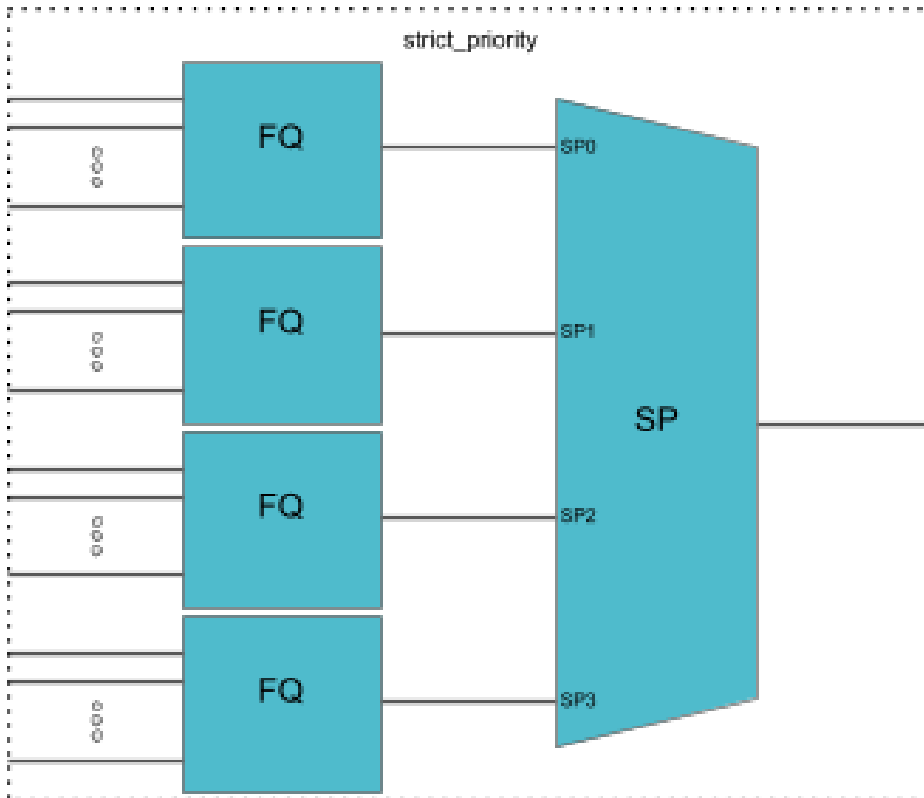 strict_priority
FQ
SP0
FQ
SP1
SP
FQ
SP2
FQ
SP3